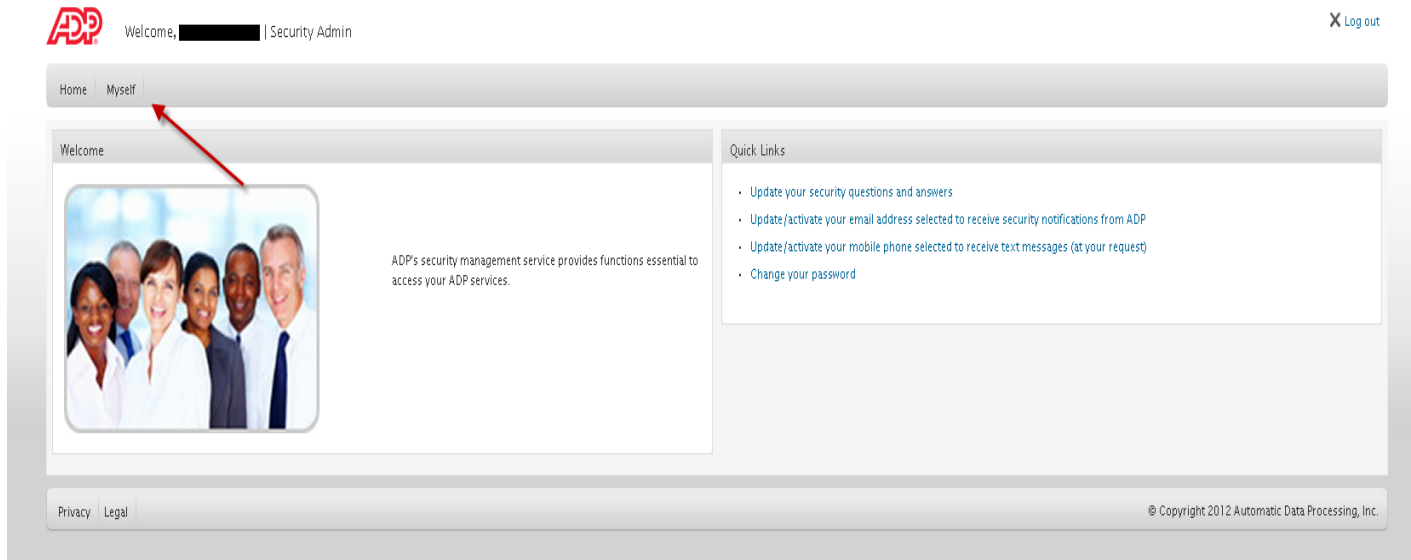 ADP
Welcome, | Security Admin
X Log out
Home Myself
Welcome
ADP's security management service provides functions essential to
access your ADP services.
Quick Links
• Update your security questions and answers
• Update/activate your email address selected to receive security notifications from ADP
• Update/activate your mobile phone selected to receive text messages (at your request)
• Change your password
Privacy Legal
© Copyright 2012 Automatic Data Processing, Inc.